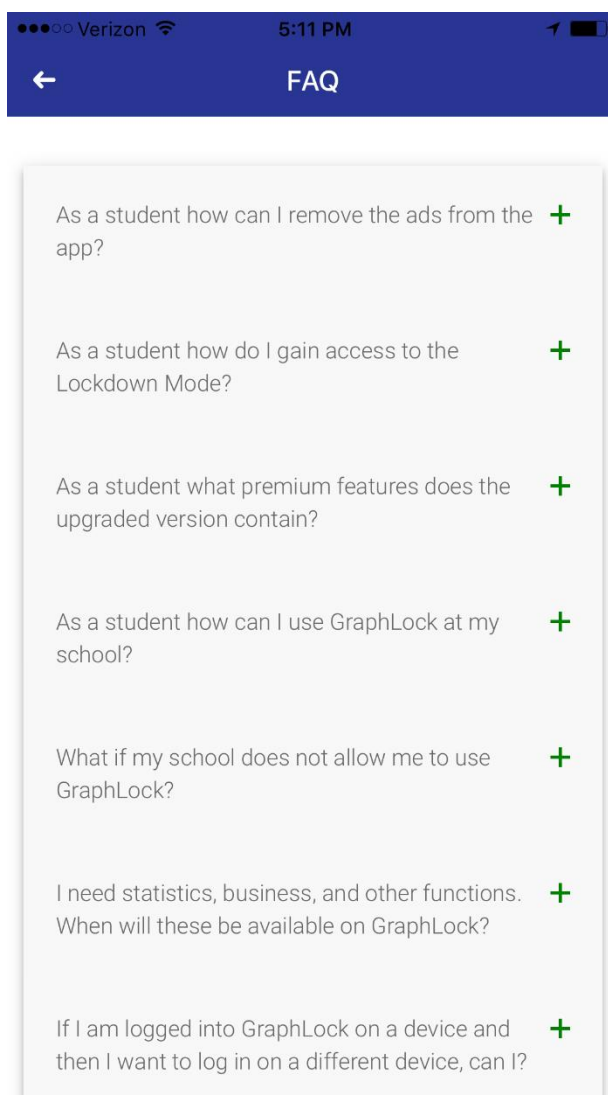 Verizon 5:11 PM
FAQ
As a student how can I remove the ads from the
app?
As a student how do I gain access to the
Lockdown Mode?
As a student what premium features does the
upgraded version contain?
As a student how can I use GraphLock at my
school?
What if my school does not allow me to use
GraphLock?
I need statistics, business, and other functions.
When will these be available on GraphLock?
If I am logged into GraphLock on a device and
then I want to log in on a different device, can I?